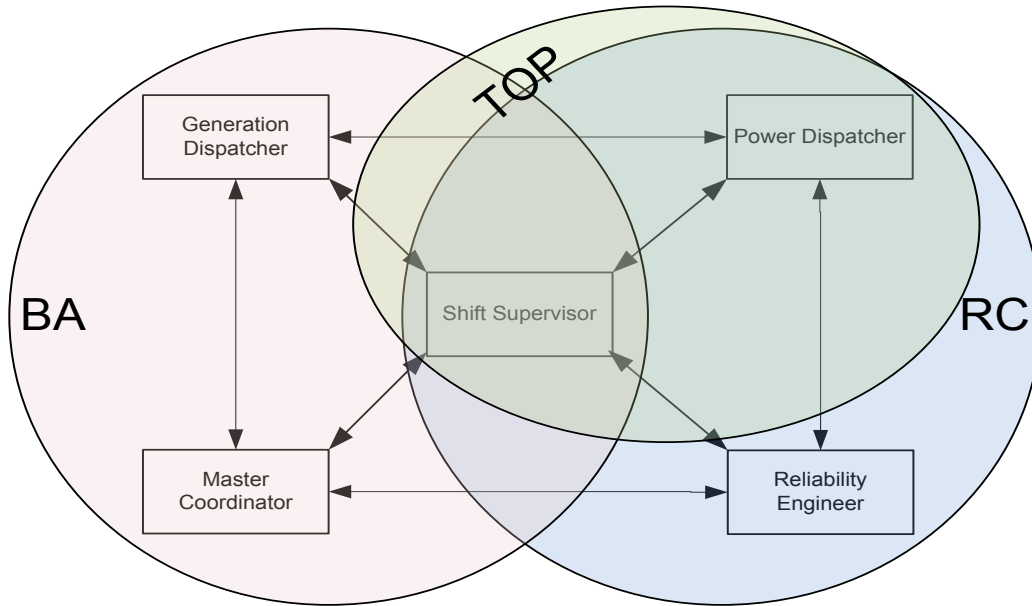 TOP
Generation
Dispatcher
Power Dispatcher
BA
Shift Supervisor
RC
Master
Coordinator
Reliability
Engineer